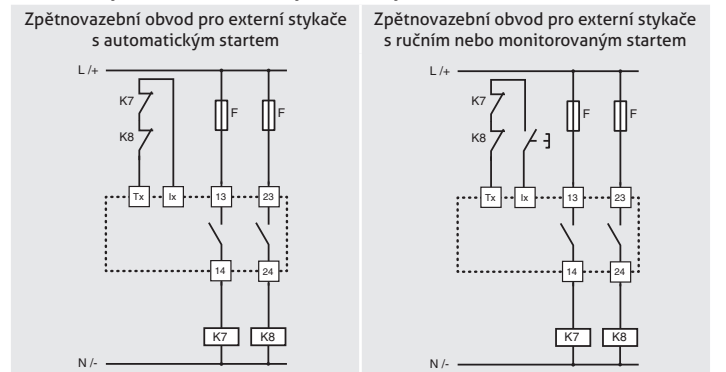 Zpětnovazební obvod pro externí stykače
s automatickým startem
L /+
K7
K8
F
F
Tx
Ix
13
23
14
24
K7
K8
N /-
Zpětnovazební obvod pro externí stykače
s ručním nebo monitorovaným startem
L /+
K7
K8
F
F
Tx
Ix
13
23
14
24
K7
K8
N /-